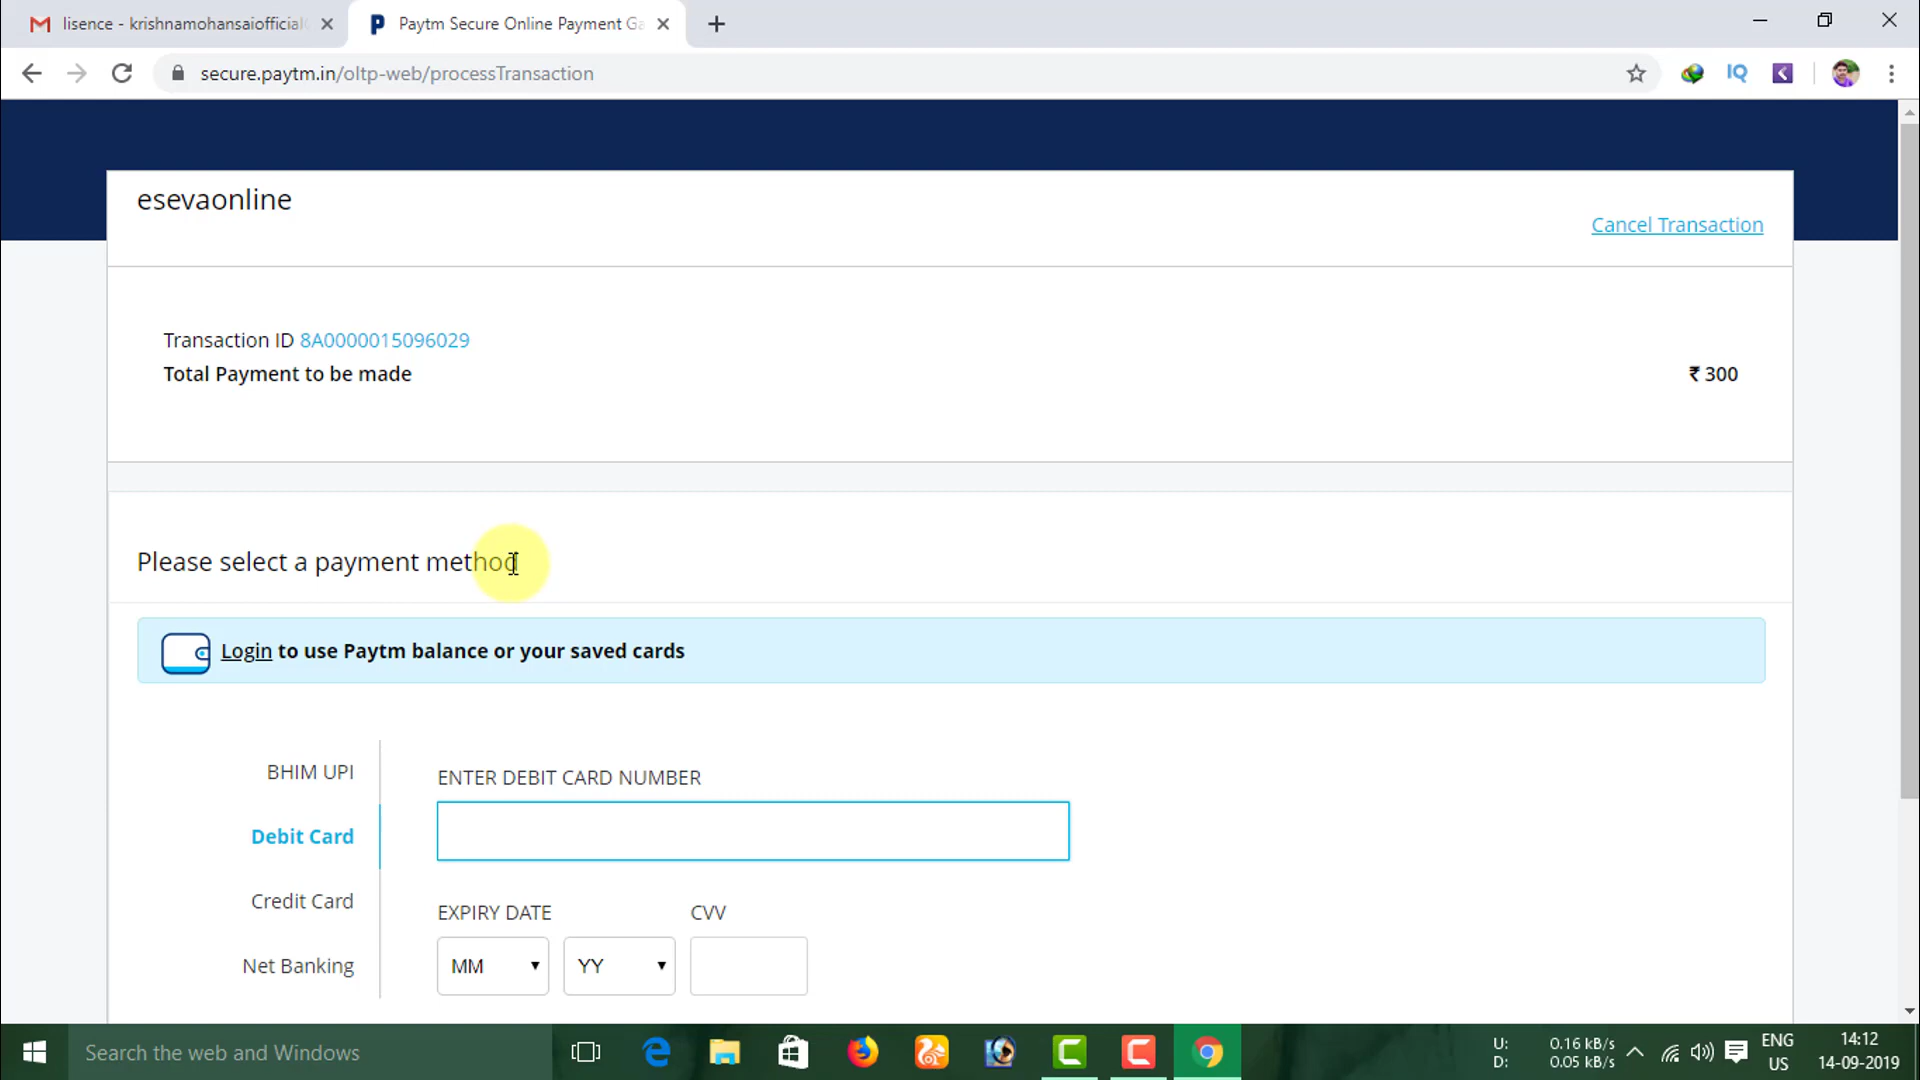 lisence - krishnamohansaiofficial
Paytm Secure Online Payment Ga
secure.paytm.in/oltp-web/processTransaction
IQ
esevaonline
Cancel Transaction
Transaction ID 8A0000015096029
Total Payment to be made
₹ 300
Please select a payment method
Login to use Paytm balance or your saved cards
BHIM UPI
Debit Card
Credit Card
Net Banking
ENTER DEBIT CARD NUMBER
EXPIRY DATE
CVV
MM
YY
Search the web and Windows
U: 0.16 kB/s
D: 0.05 kB/s
ENG
US
14:12
14-09-2019